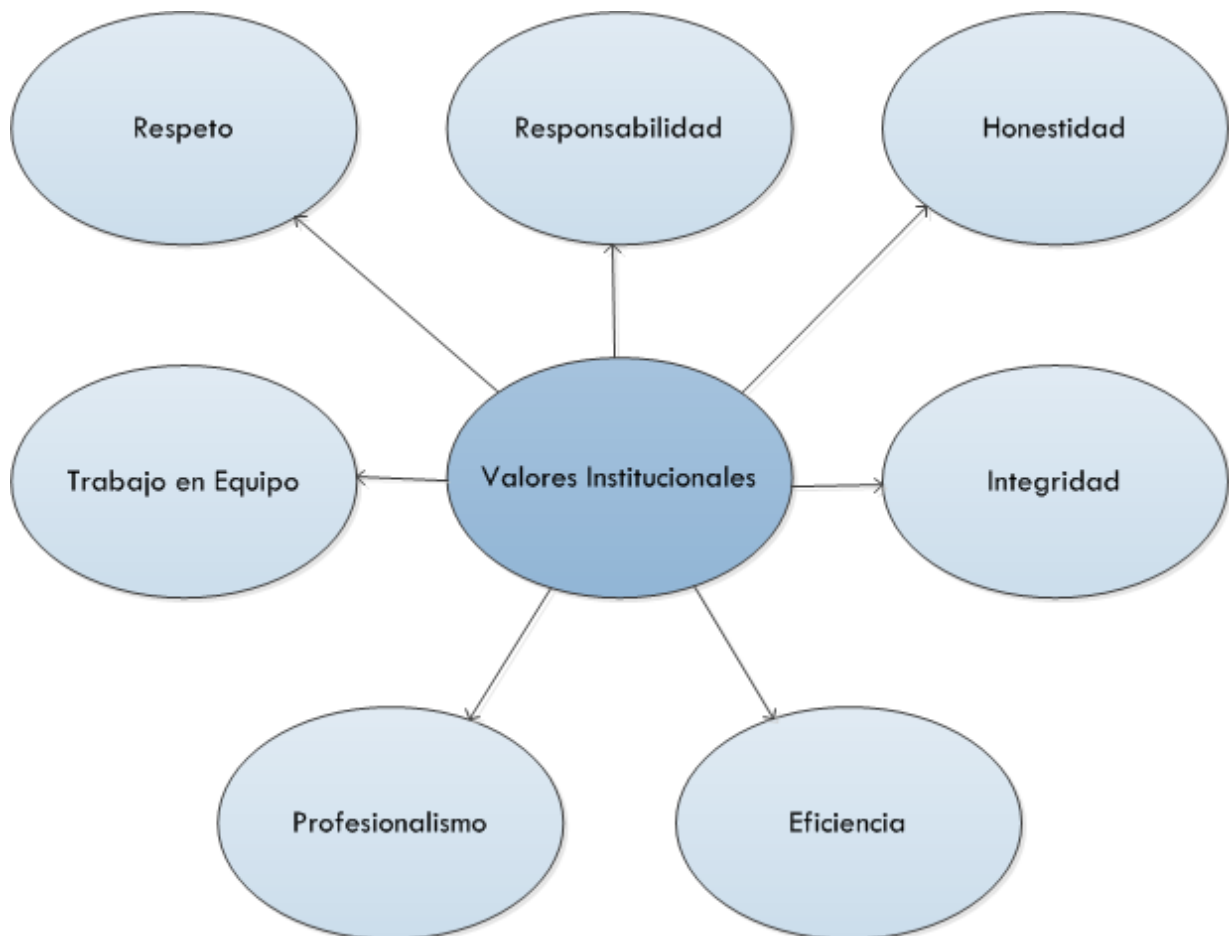 Respeto
Responsabilidad
Honestidad
Trabajo en Equipo
Valores Institucionales
Integridad
Profesionalismo
Eficiencia